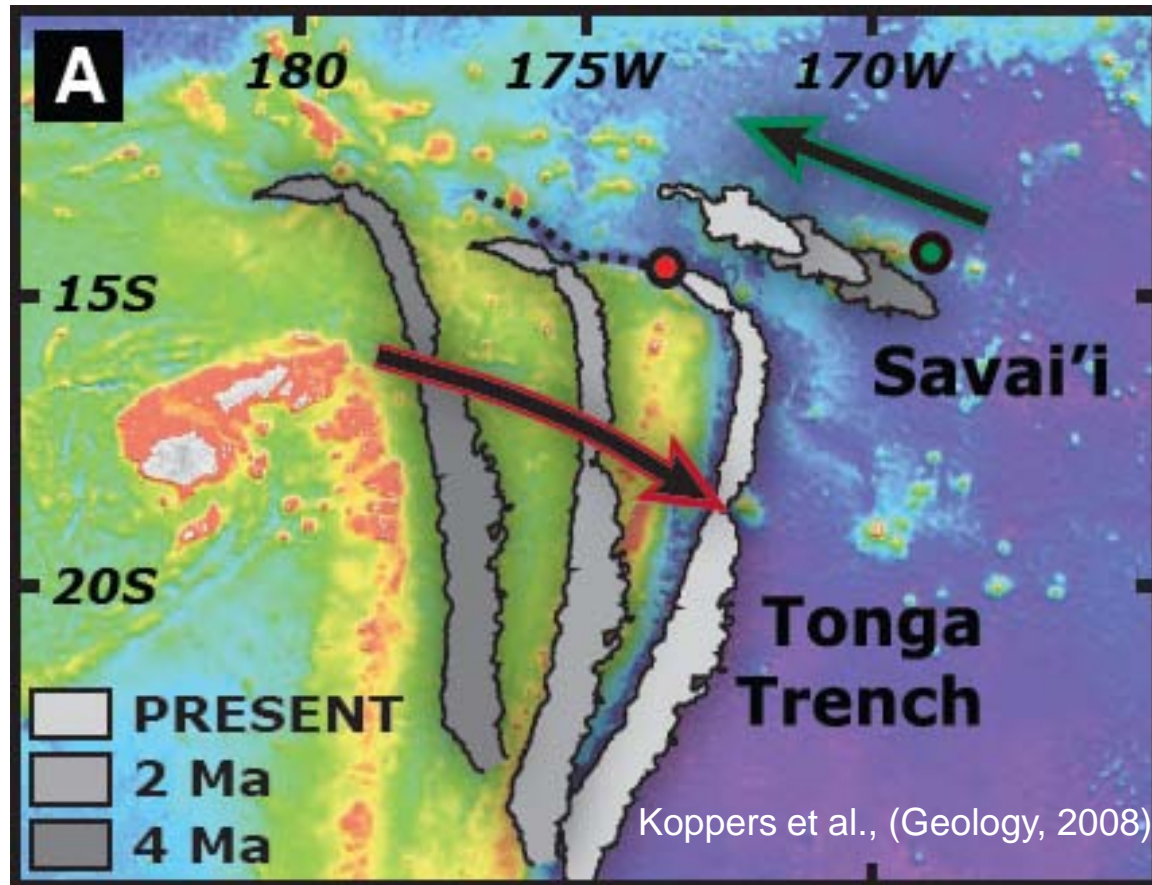 A
180
175W
170W
15S
Savai'i
20S
Tonga
Trench
PRESENT
2 Ma
4 Ma
Koppers et al., (Geology, 2008)